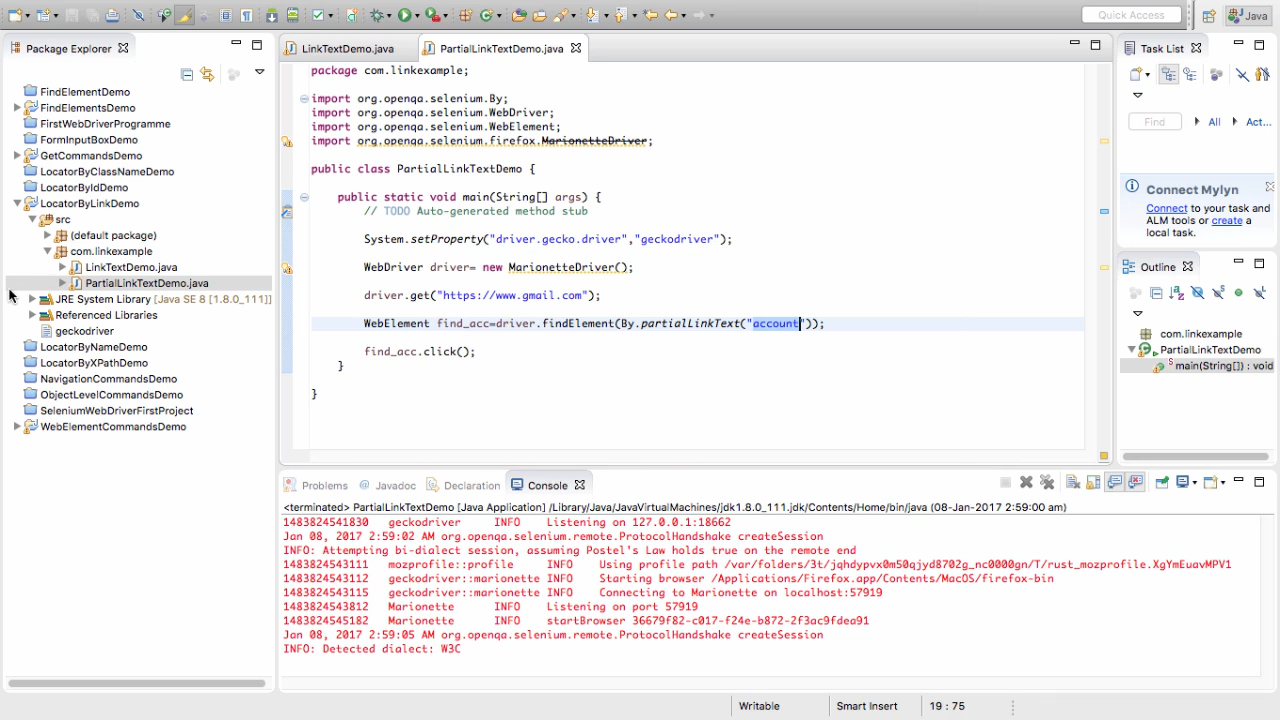 Quick Access
Java
Package Explorer
FindElementDemo
FindElementsDemo
FirstWebDriverProgramme
FormInputBoxDemo
GetCommandsDemo
LocatorByClassNameDemo
LocatorByIdDemo
LocatorByLinkDemo
src
(default package)
com.linkexample
LinkTextDemo.java
PartialLinkTextDemo.java
JRE System Library [Java SE 8 [1.8.0_111]]
Referenced Libraries
geckodriver
LocatorByNameDemo
LocatorByXPathDemo
NavigationCommandsDemo
ObjectLevelCommandsDemo
SeleniumWebDriverFirstProject
WebElementCommandsDemo
LinkTextDemo.java
PartialLinkTextDemo.java
package com.linkexample;
import org.openqa.selenium.By;
import org.openqa.selenium.WebDriver;
import org.openqa.selenium.WebElement;
import org.openqa.selenium.firefox.MarionetteDriver;
public class PartialLinkTextDemo {
public static void main(String[] args) {
// TODO Auto-generated method stub
System.setProperty("driver.gecko.driver","geckodriver");
WebDriver driver= new MarionetteDriver();
driver.get("https://www.gmail.com");
WebElement find_acc=driver.findElement(By.partialLinkText("account"));
find_acc.click();
}
}
Task List
Find
All
Act...
Connect Mylyn
Connect to your task and
ALM tools or create a
local task.
Outline
com.linkexample
PartialLinkTextDemo
S main(String[]) : void
Problems
@ Javadoc
Declaration
Console
<terminated> PartialLinkTextDemo [Java Application] /Library/Java/JavaVirtualMachines/jdk1.8.0_111.jdk/Contents/Home/bin/java (08-Jan-2017 2:59:00 am)
1483824541830 geckodriver INFO Listening on 127.0.0.1:18662
Jan 08, 2017 2:59:02 AM org.openqa.selenium.remote.ProtocolHandshake createSession
INFO: Attempting bi-dialect session, assuming Postel's Law holds true on the remote end
1483824543111 mozprofile::profile INFO Using profile path /var/folders/3t/jqhdypvx0m50qjyd8702g_nc0000gn/T/rust_mozprofile.XgYmEuavMPV1
1483824543112 geckodriver::marionette INFO Starting browser /Applications/Firefox.app/Contents/MacOS/firefox-bin
1483824543115 geckodriver::marionette INFO Connecting to Marionette on localhost:57919
1483824543812 Marionette INFO Listening on port 57919
1483824545182 Marionette INFO startBrowser 36679f82-c017-f24e-b872-2f3ac9fdea91
Jan 08, 2017 2:59:05 AM org.openqa.selenium.remote.ProtocolHandshake createSession
INFO: Detected dialect: W3C
Writable
Smart Insert
19 : 75